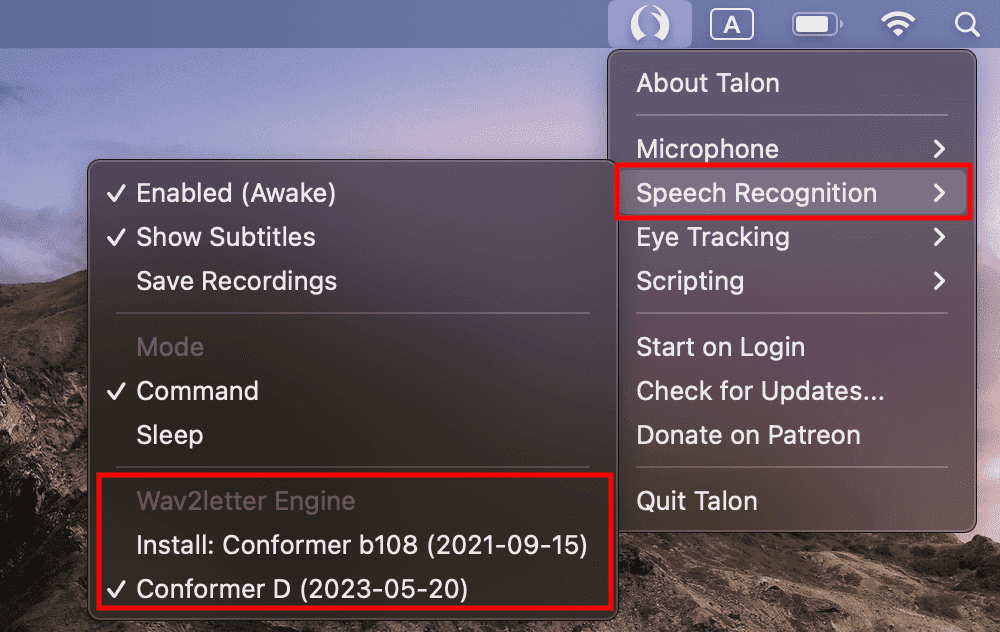 A
About Talon
Microphone
Speech Recognition
Eye Tracking
Scripting
Start on Login
Check for Updates...
Donate on Patreon
Quit Talon
Enabled (Awake)
Show Subtitles
Save Recordings
Mode
Command
Sleep
Wav2letter Engine
Install: Conformer b108 (2021-09-15)
Conformer D (2023-05-20)